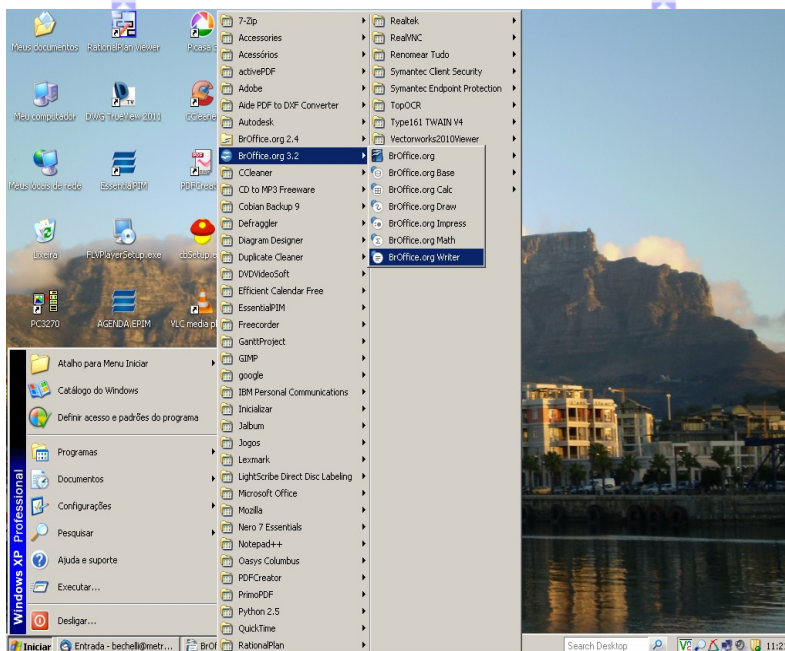 Meus documentos
RationalPlan Viewer
Picasa
Meu computador
DWG TrueView 2011
CCleane
Meus locais de rede
EssentialPIM
PDFCreat
Lixeira
FLVPlayerSetup.exe
cbSetup.e
PC3270
AGENDA.EPIM
VLC media pl
Windows XP Professional
Atalho para Menu Iniciar
Catálogo do Windows
Definir acesso e padrões do programa
Programas
Documentos
Configurações
Pesquisar
Ajuda e suporte
Executar...
Desligar...
7-Zip
Accessories
Acessórios
activePDF
Adobe
Aide PDF to DXF Converter
Autodesk
BrOffice.org 2.4
BrOffice.org 3.2
CCleaner
CD to MP3 Freeware
Cobian Backup 9
Defraggler
Diagram Designer
Duplicate Cleaner
DVDVideoSoft
Efficient Calendar Free
EssentialPIM
Freecorder
GanttProject
GIMP
google
IBM Personal Communications
Inicializar
Jalbum
Jogos
Lexmark
LightScribe Direct Disc Labeling
Microsoft Office
Mozilla
Nero 7 Essentials
Notepad++
Oasys Columbus
PDFCreator
PrimoPDF
Python 2.5
QuickTime
RationalPlan
Realtek
RealVNC
Renomear Tudo
Symantec Client Security
Symantec Endpoint Protection
TopOCR
Type161 TWAIN V4
Vectorworks2010Viewer
BrOffice.org
BrOffice.org Base
BrOffice.org Calc
BrOffice.org Draw
BrOffice.org Impress
BrOffice.org Math
BrOffice.org Writer
Iniciar
Entrada - bechelli@metr...
BrOf
Search Desktop
11:2